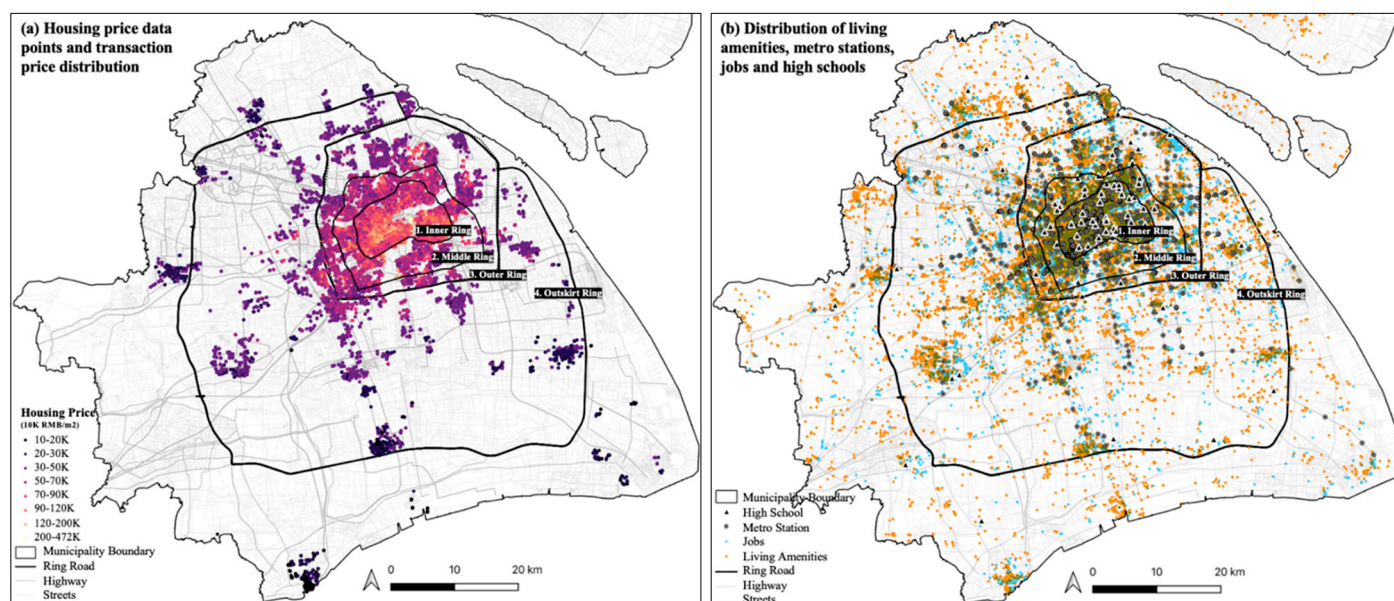 (a) Housing price data
points and transaction
price distribution
1. Inner Ring
2. Middle Ring
3. Outer Ring
4. Outskirt Ring
Housing Price
(10K RMB/m2)
10-20K
20-30K
30-50K
50-70K
70-90K
90-120K
120-200K
200-472K
Municipality Boundary
Ring Road
Highway
Streets
0 10 20 km
(b) Distribution of living
amenities, metro stations,
jobs and high schools
1. Inner Ring
2. Middle Ring
3. Outer Ring
4. Outskirt Ring
Municipality Boundary
High School
Metro Station
Jobs
Living Amenities
Ring Road
Highway
Streets
0 10 20 km